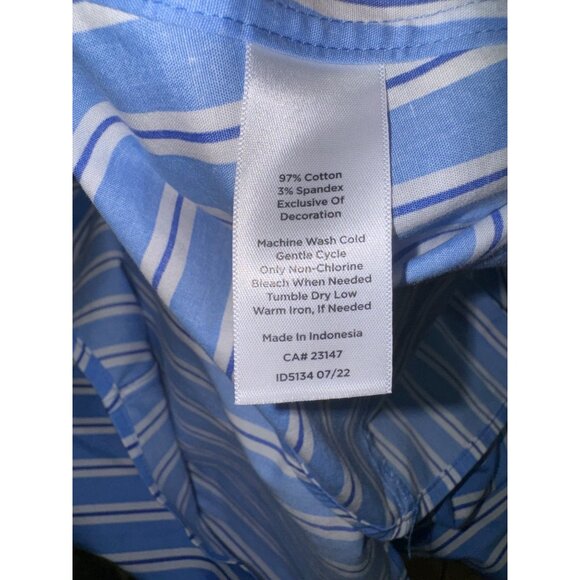 97% Cotton
3% Spandex
Exclusive Of
Decoration
Machine Wash Cold
Gentle Cycle
Only Non-Chlorine
Bleach When Needed
Tumble Dry Low
Warm Iron, If Needed
Made In Indonesia
CA# 23147
ID5134 07/22